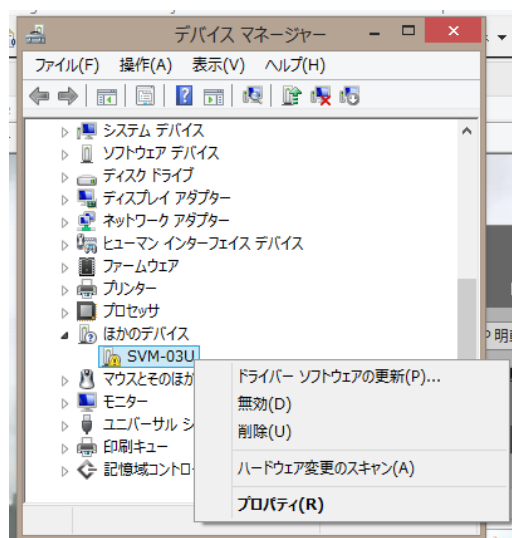 デバイス マネージャー
ファイル(F) 操作(A) 表示(V) ヘルプ(H)
システム デバイス
ソフトウェア デバイス
ディスク ドライブ
ディスプレイ アダプター
ネットワーク アダプター
ヒューマン インターフェイス デバイス
ファームウェア
プリンター
プロセッサ
ほかのデバイス
SVM-03U
マウスとそのほか
モニター
ユニバーサル シ
印刷キュー
記憶域コントロ
ドライバー ソフトウェアの更新(P)...
無効(D)
削除(U)
ハードウェア変更のスキャン(A)
プロパティ(R)